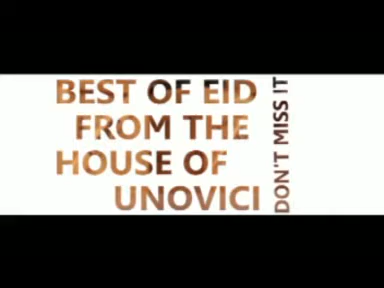 BEST OF EID
FROM THE
HOUSE OF
UNOVICI
DON'T MISS IT